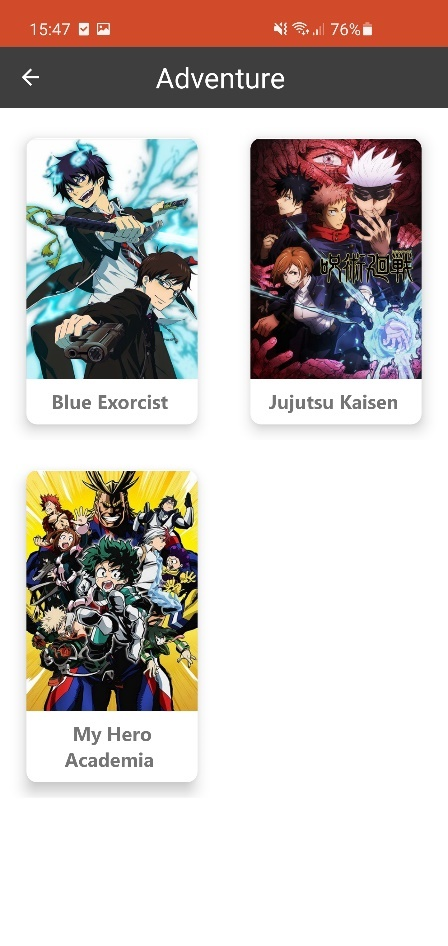 15:47 76%
Adventure
呪術廻戦
Blue Exorcist
Jujutsu Kaisen
My Hero
Academia